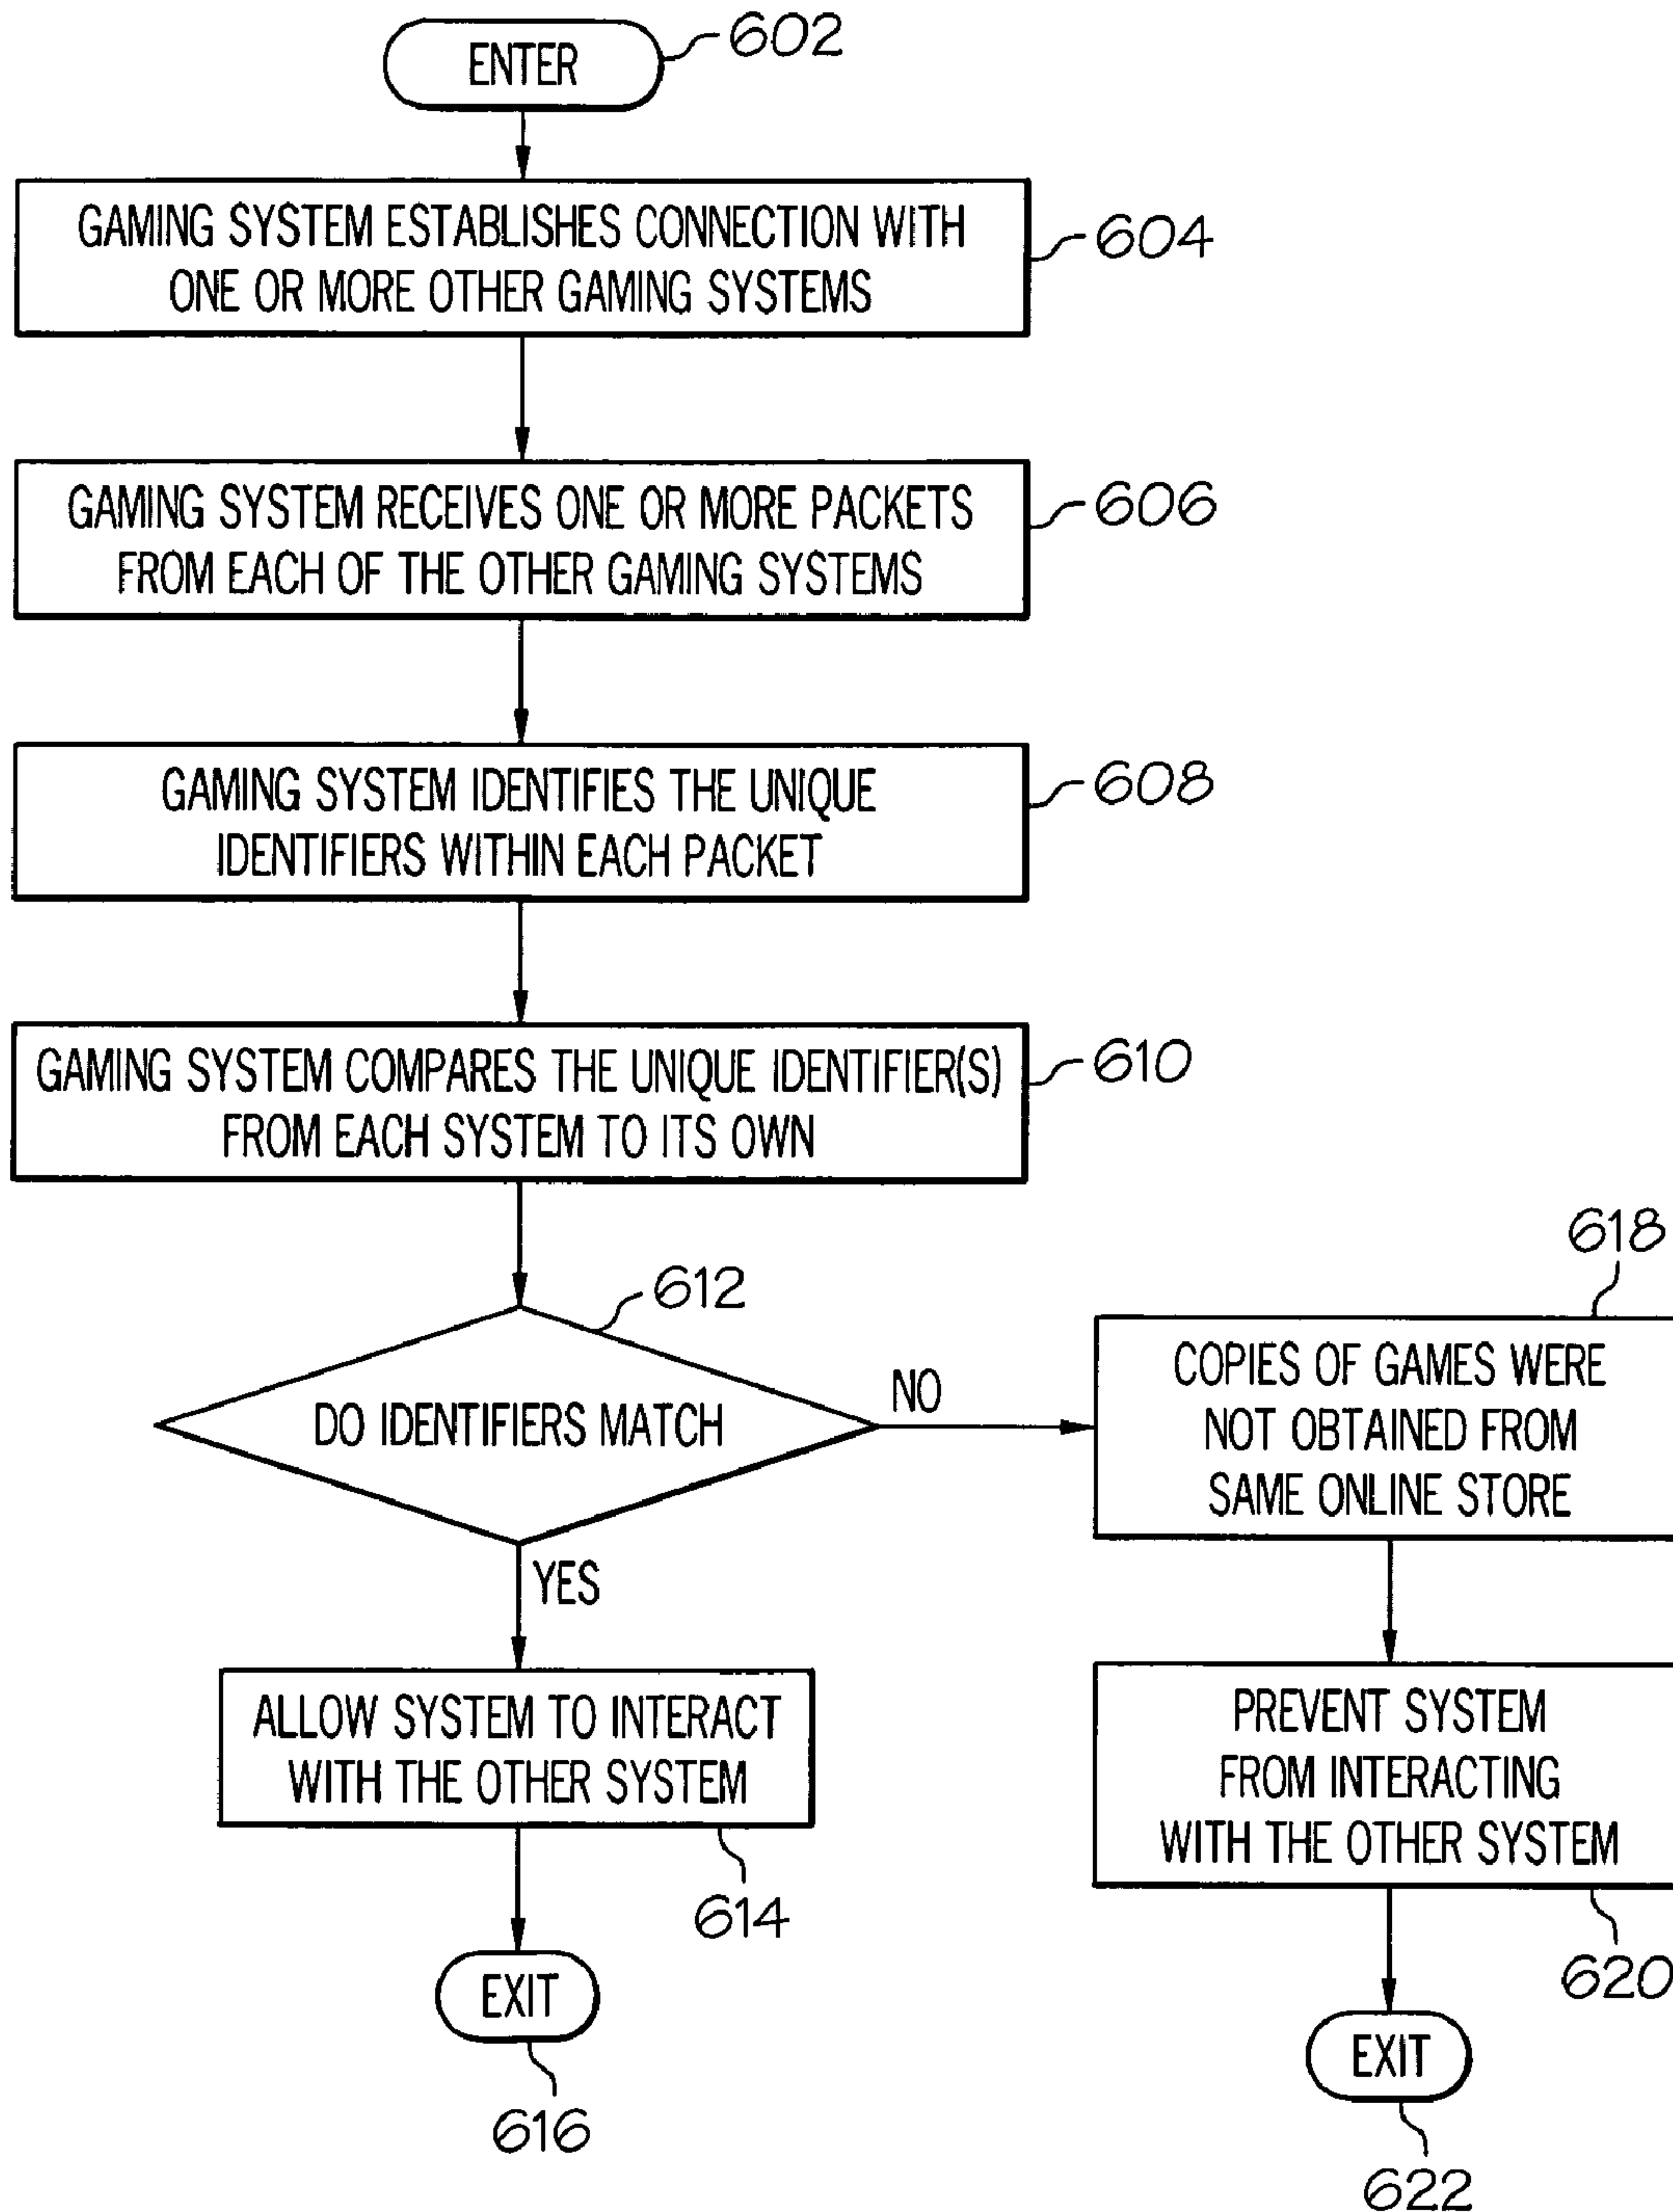 ENTER
602
GAMING SYSTEM ESTABLISHES CONNECTION WITH
ONE OR MORE OTHER GAMING SYSTEMS
604
GAMING SYSTEM RECEIVES ONE OR MORE PACKETS
FROM EACH OF THE OTHER GAMING SYSTEMS
606
GAMING SYSTEM IDENTIFIES THE UNIQUE
IDENTIFIERS WITHIN EACH PACKET
608
GAMING SYSTEM COMPARES THE UNIQUE IDENTIFIER(S)
FROM EACH SYSTEM TO ITS OWN
610
612
DO IDENTIFIERS MATCH
NO
YES
618
COPIES OF GAMES WERE
NOT OBTAINED FROM
SAME ONLINE STORE
ALLOW SYSTEM TO INTERACT
WITH THE OTHER SYSTEM
614
PREVENT SYSTEM
FROM INTERACTING
WITH THE OTHER SYSTEM
620
EXIT
616
EXIT
622